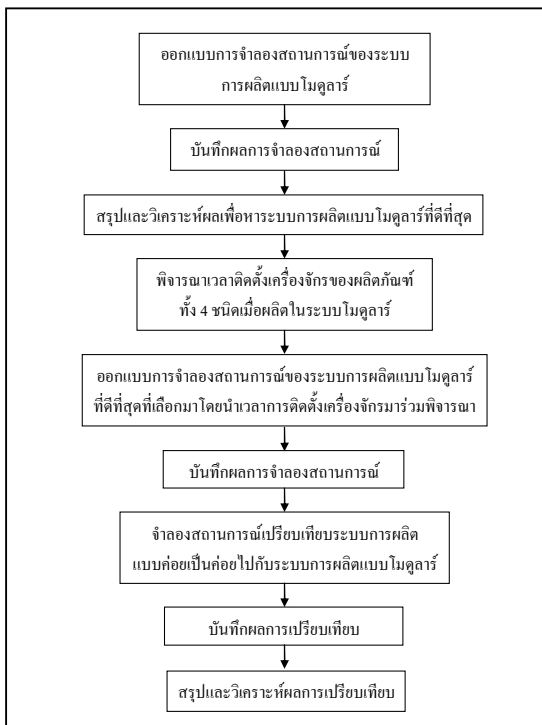 ออกแบบการจำลองสถานการณ์ของระบบ
การผลิตแบบโมดูลาร์
บันทึกผลการจำลองสถานการณ์
สรุปและวิเคราะห์ผลเพื่อหาระบบการผลิตแบบโมดูลาร์ที่ดีที่สุด
พิจารณาเวลาติดตั้งเครื่องจักรของผลิตภัณฑ์
ทั้ง 4 ชนิดเมื่อผลิตในระบบโมดูลาร์
ออกแบบการจำลองสถานการณ์ของระบบการผลิตแบบโมดูลาร์
ที่ดีที่สุดที่เลือกมาโดยนำเวลาการติดตั้งเครื่องจักรมาร่วมพิจารณา
บันทึกผลการจำลองสถานการณ์
จำลองสถานการณ์เปรียบเทียบระบบการผลิต
แบบค่อยเป็นค่อยไปกับระบบการผลิตแบบโมดูลาร์
บันทึกผลการเปรียบเทียบ
สรุปและวิเคราะห์ผลการเปรียบเทียบ